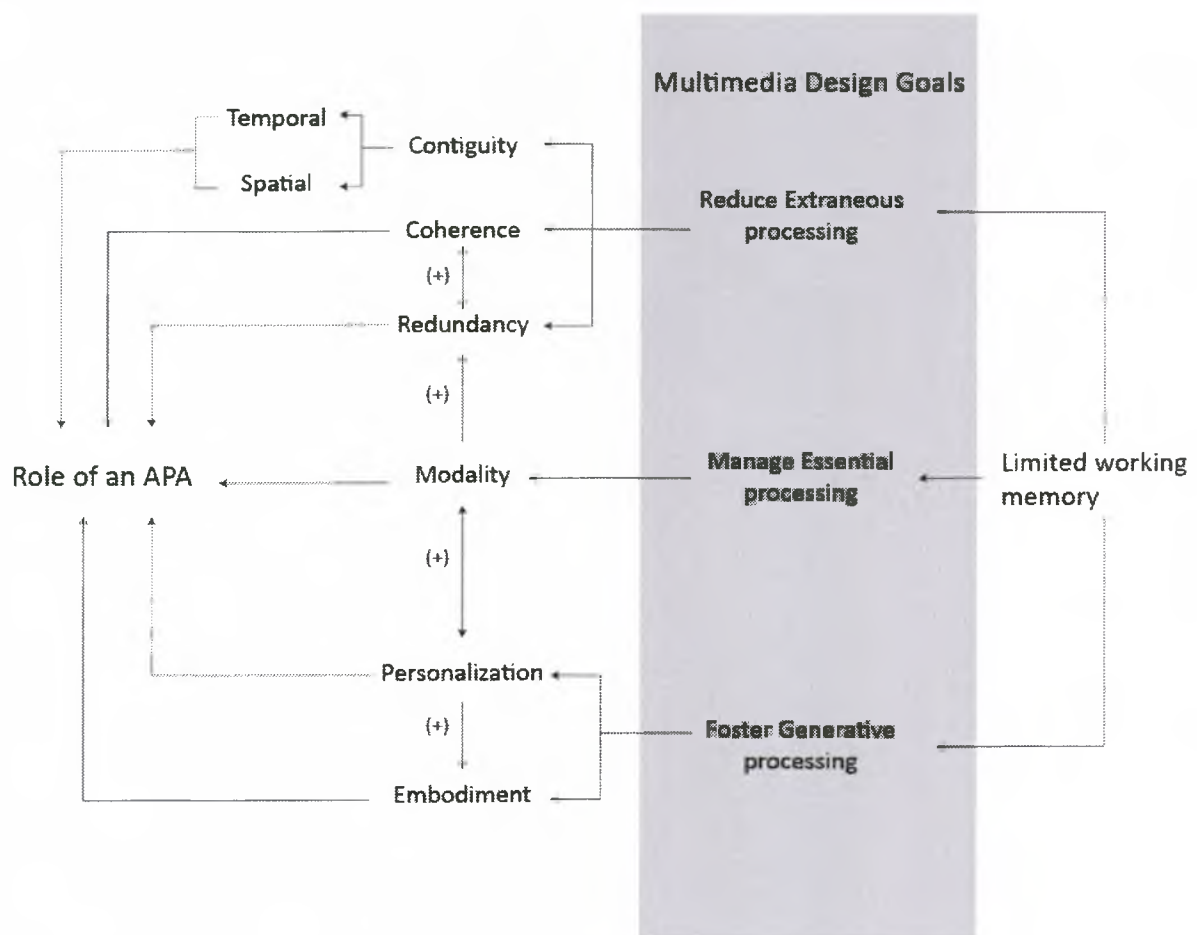 Multimedia Design Goals
Temporal
Contiguity
Spatial
Reduce Extraneous
processing
Coherence
(+)
Redundancy
(+)
Role of an APA
Modality
Manage Essential
processing
Limited working
memory
(+)
Personalization
(+)
Foster Generative
processing
Embodiment